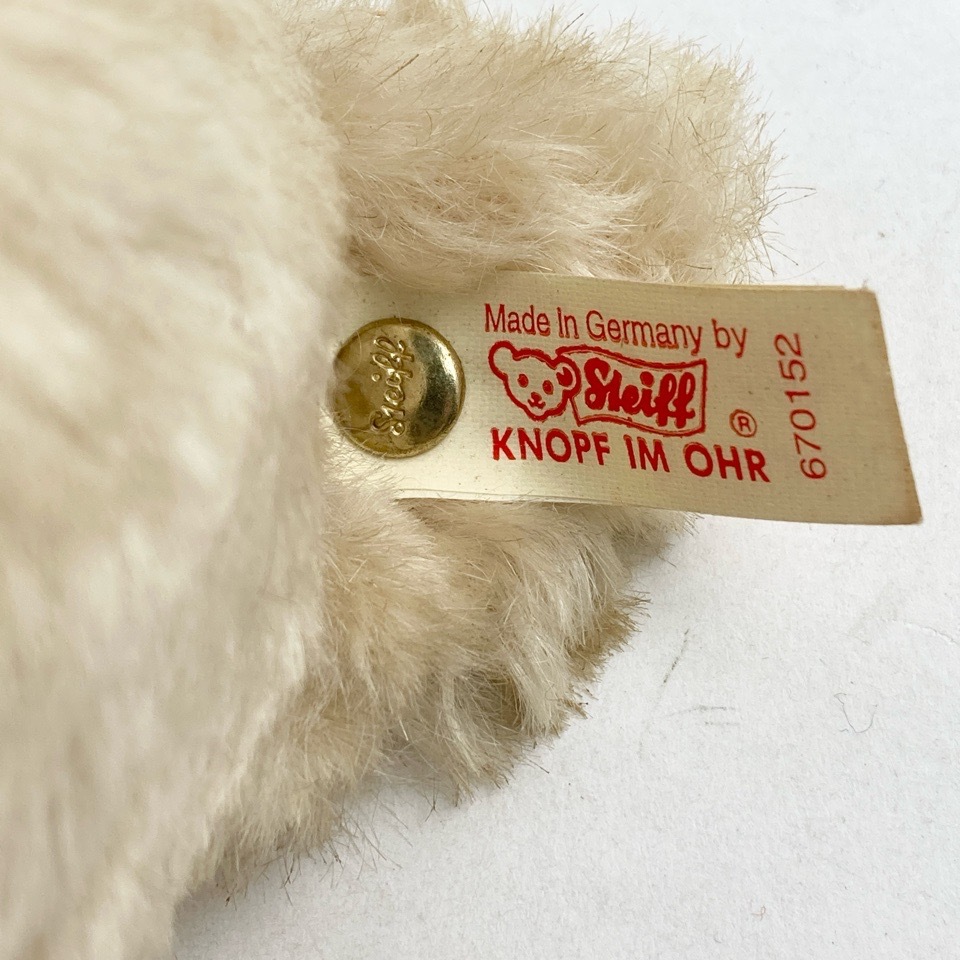 Steiff
Made In Germany by
Steiff
®
KNOPF IM OHR
670152